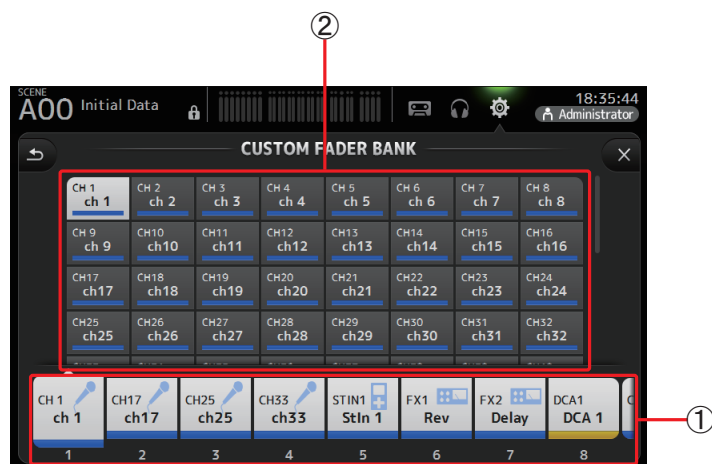 ②
SCENE
A00 Initial Data
18:35:44
Administrator
CUSTOM FADER BANK
CH 1 CH 2 CH 3 CH 4 CH 5 CH 6 CH 7 CH 8
ch 1 ch 2 ch 3 ch 4 ch 5 ch 6 ch 7 ch 8
CH 9 CH10 CH11 CH12 CH13 CH14 CH15 CH16
ch 9 ch10 ch11 ch12 ch13 ch14 ch15 ch16
CH17 CH18 CH19 CH20 CH21 CH22 CH23 CH24
ch17 ch18 ch19 ch20 ch21 ch22 ch23 ch24
CH25 CH26 CH27 CH28 CH29 CH30 CH31 CH32
ch25 ch26 ch27 ch28 ch29 ch30 ch31 ch32
CH 1 CH17 CH25 CH33 STIN1 FX1 FX2 DCA1
ch 1 ch17 ch25 ch33 StIn 1 Rev Delay DCA 1
①
1 2 3 4 5 6 7 8